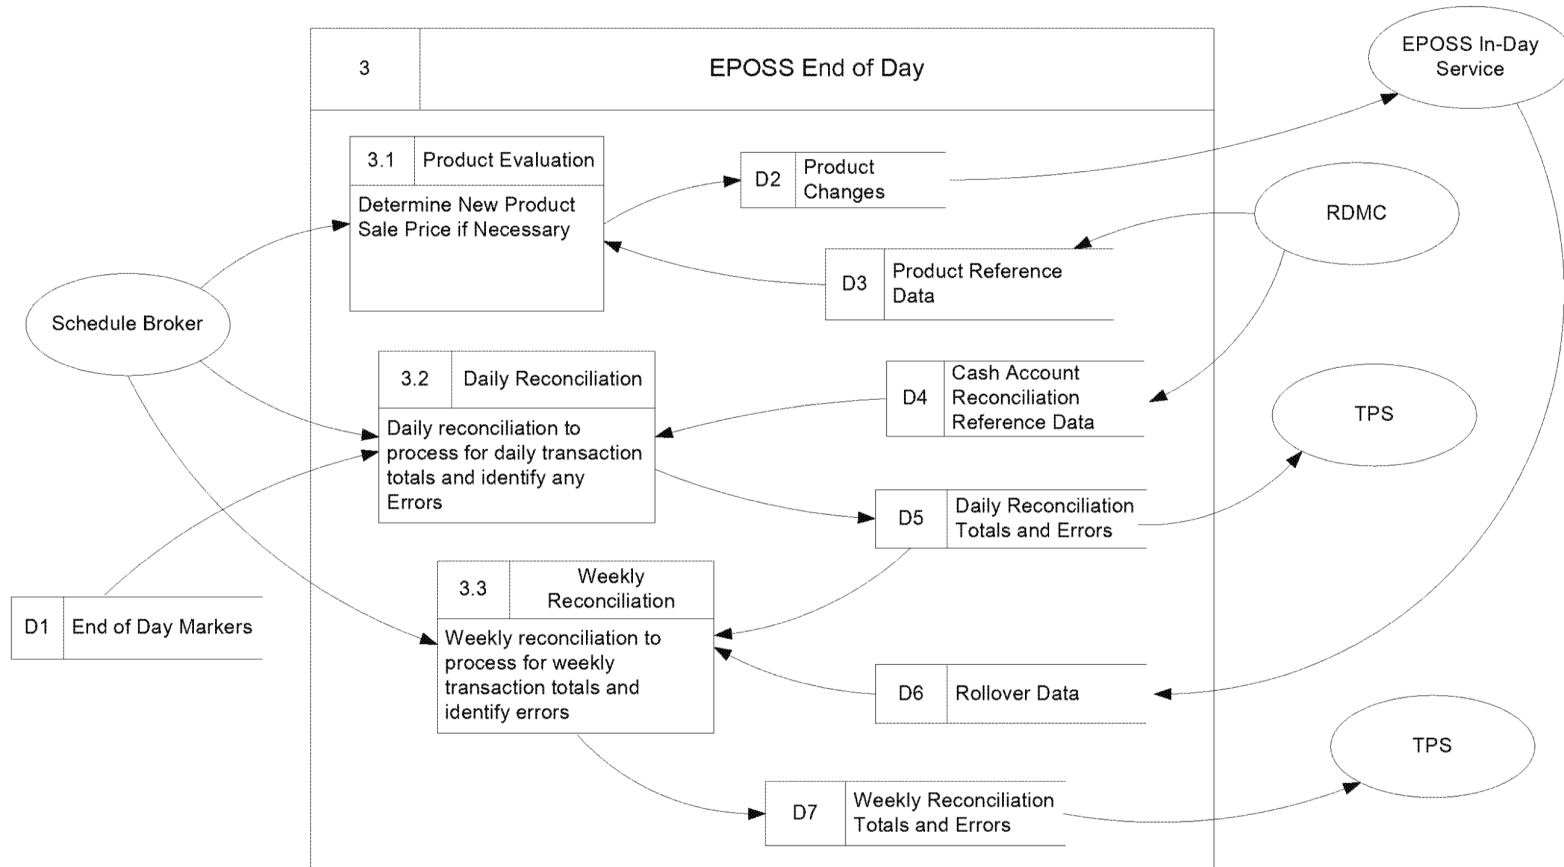 EPOSS In-Day
Service
3
EPOSS End of Day
3.1
Product Evaluation
Determine New Product
Sale Price if Necessary
D2
Product
Changes
RDMC
D3
Product Reference
Data
Schedule Broker
3.2
Daily Reconciliation
Daily reconciliation to
process for daily transaction
totals and identify any
Errors
D4
Cash Account
Reconciliation
Reference Data
TPS
D5
Daily Reconciliation
Totals and Errors
3.3
Weekly
Reconciliation
Weekly reconciliation to
process for weekly
transaction totals and
identify errors
D1
End of Day Markers
D6
Rollover Data
TPS
D7
Weekly Reconciliation
Totals and Errors